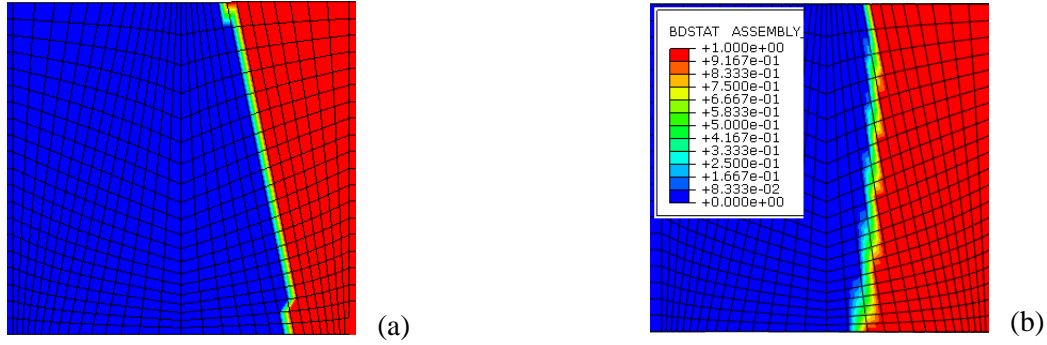 BDSTAT ASSEMBLY_
+1.000e+00
+9.167e-01
+8.333e-01
+7.500e-01
+6.667e-01
+5.833e-01
+5.000e-01
+4.167e-01
+3.333e-01
+2.500e-01
+1.667e-01
+8.333e-02
+0.000e+00
(a)
(b)